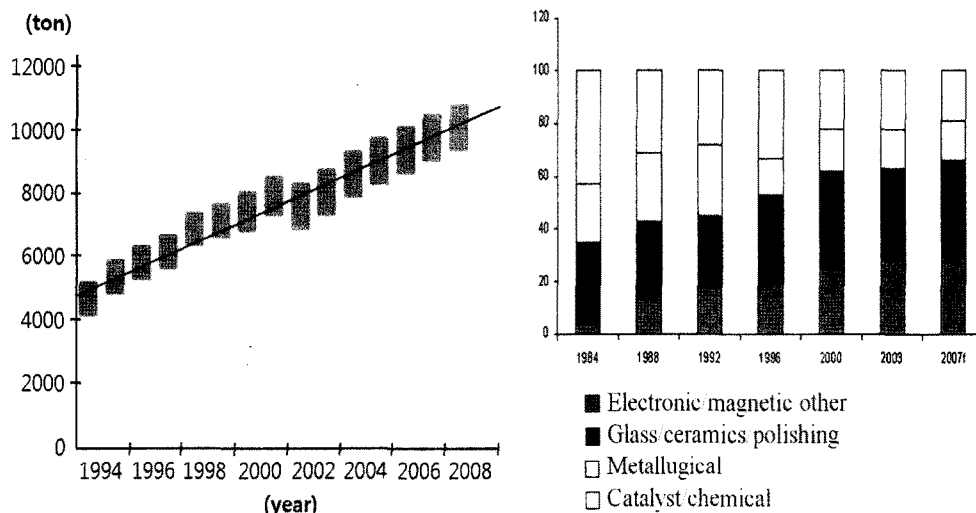 (ton)
12000
10000
8000
6000
4000
2000
0
1994 1996 1998 2000 2002 2004 2006 2008
(year)
120
100
80
60
40
20
0
1984 1988 1992 1996 2000 2003 2007f
Electronic/magnetic other
Glass/ceramics/polishing
Metallugical
Catalyst/chemical